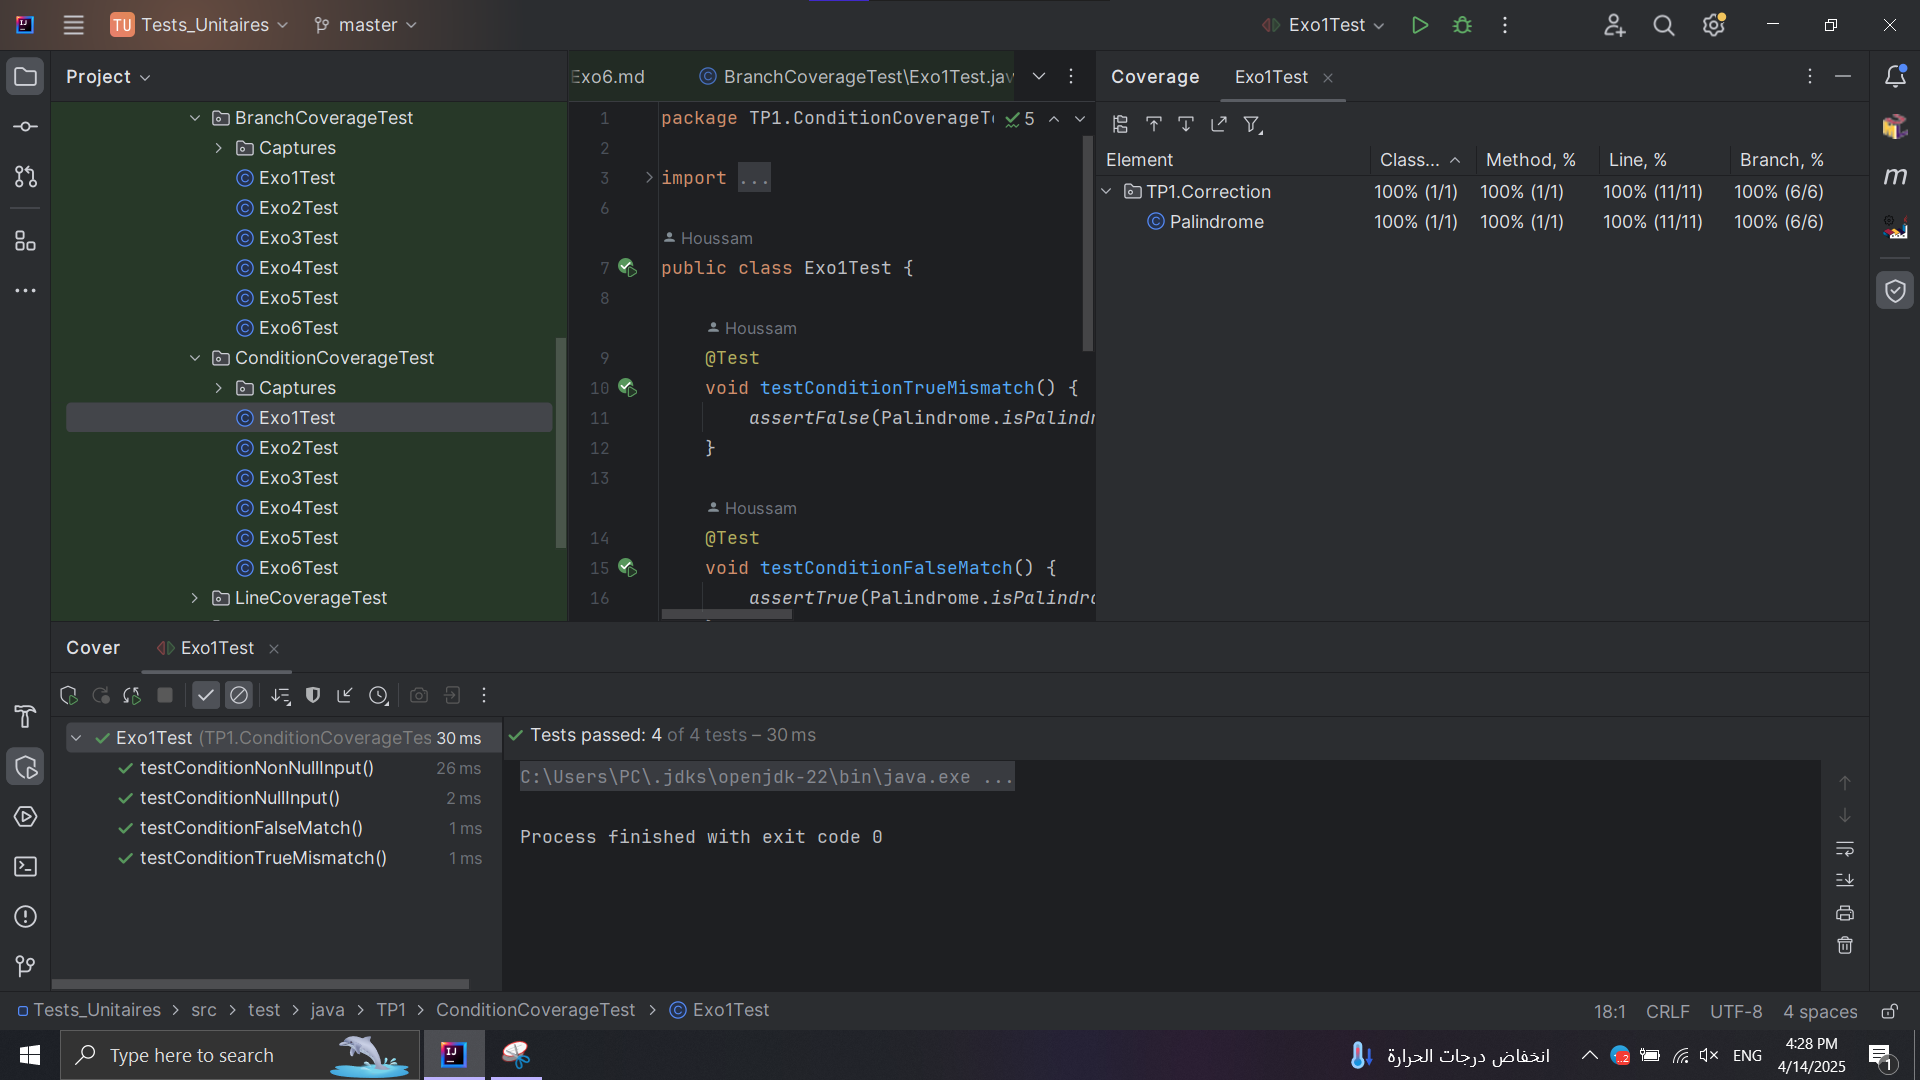 TU Tests_Unitaires master Exo1Test
Project
BranchCoverageTest
Captures
Exo1Test
Exo2Test
Exo3Test
Exo4Test
Exo5Test
Exo6Test
ConditionCoverageTest
Captures
Exo1Test
Exo2Test
Exo3Test
Exo4Test
Exo5Test
Exo6Test
LineCoverageTest
Exo6.md BranchCoverageTest\Exo1Test.jav
5
1 package TP1.ConditionCoverageT
2
3 import ...
6
Houssam
7 public class Exo1Test {
8
Houssam
9 @Test
10 void testConditionTrueMismatch() {
11 assertFalse(Palindrome.isPalindr
12 }
13
Houssam
14 @Test
15 void testConditionFalseMatch() {
16 assertTrue(Palindrome.isPalindro
Coverage Exo1Test
Element Class... Method, % Line, % Branch, %
TP1.Correction 100% (1/1) 100% (1/1) 100% (11/11) 100% (6/6)
Palindrome 100% (1/1) 100% (1/1) 100% (11/11) 100% (6/6)
Cover Exo1Test
Exo1Test (TP1.ConditionCoverageTes 30 ms
testConditionNonNullInput() 26 ms
testConditionNullInput() 2 ms
testConditionFalseMatch() 1 ms
testConditionTrueMismatch() 1 ms
Tests passed: 4 of 4 tests – 30 ms
C:\Users\PC\.jdks\openjdk-22\bin\java.exe ...
Process finished with exit code 0
Tests_Unitaires > src > test > java > TP1 > ConditionCoverageTest > Exo1Test
18:1 CRLF UTF-8 4 spaces
Type here to search
انخفاض درجات الحرارة
ENG
4:28 PM
4/14/2025
1